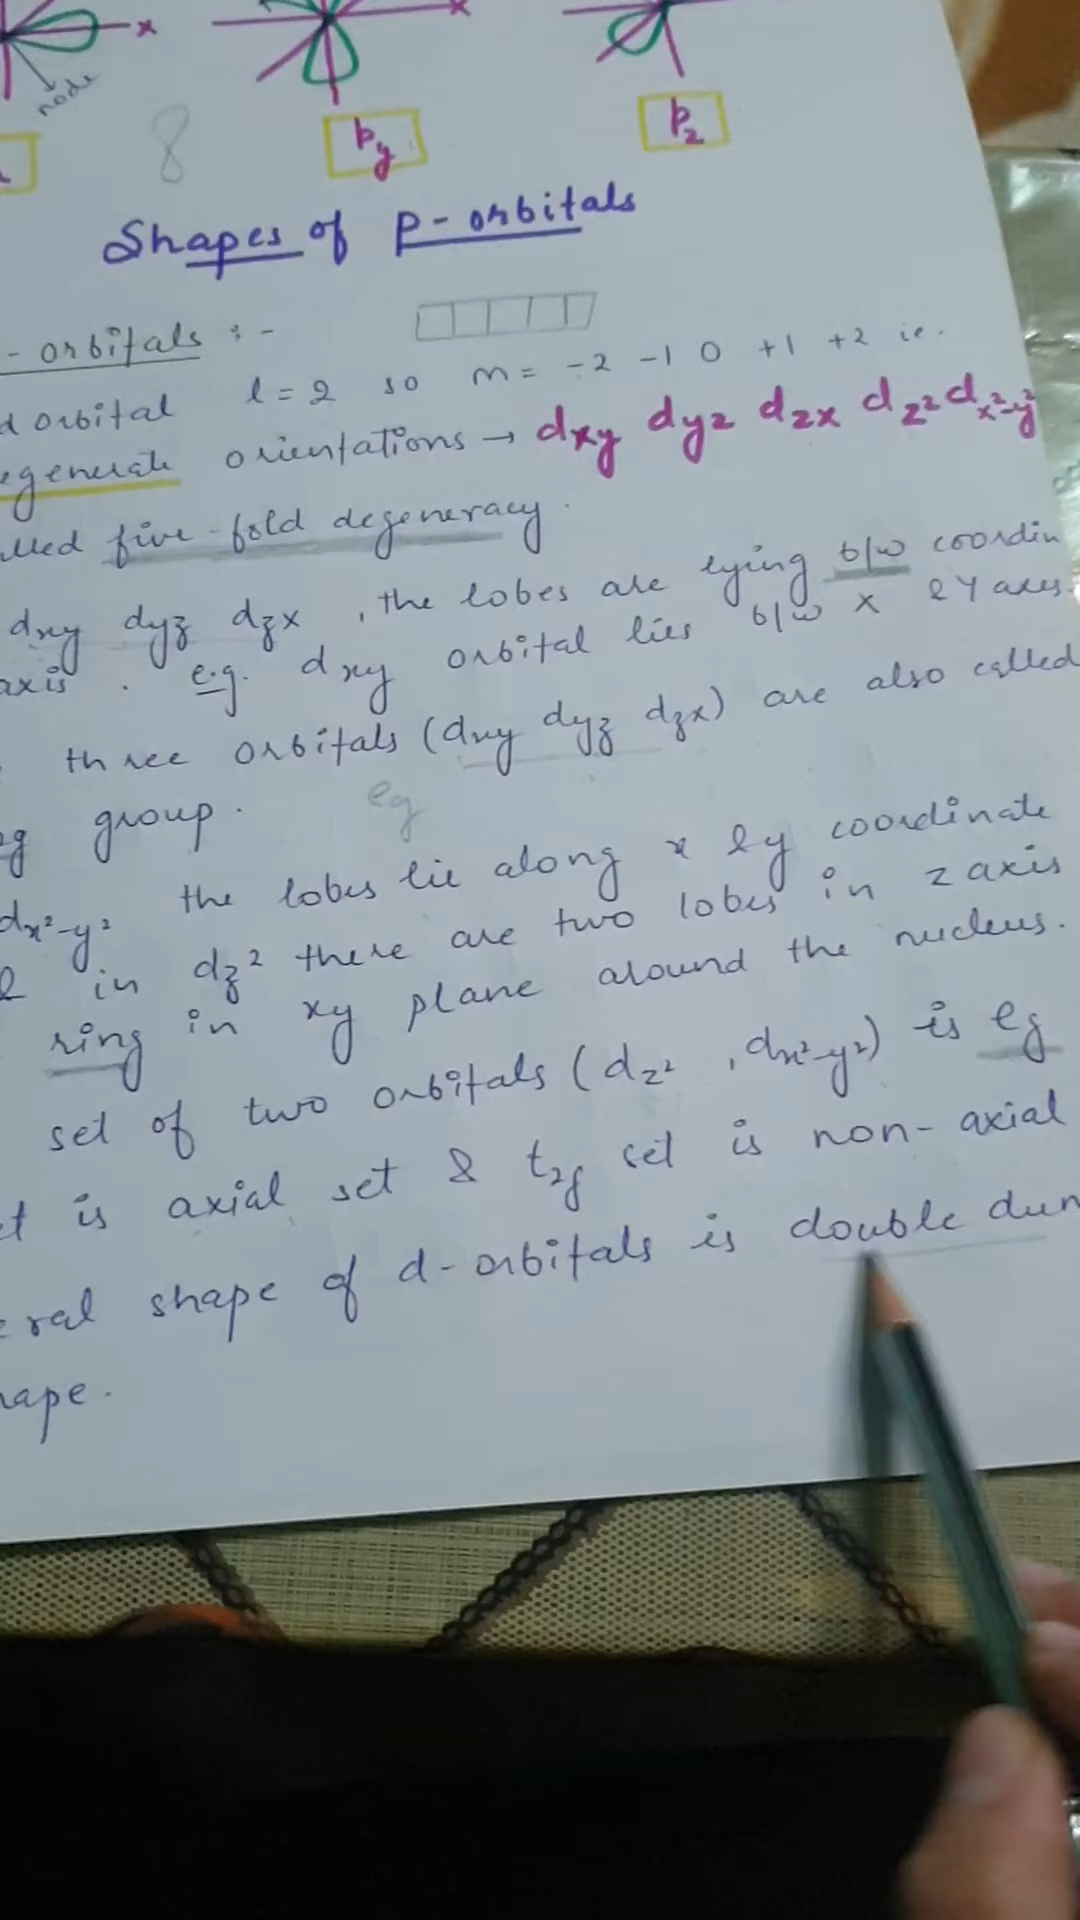 x
x
node
8
Py
Pz
Shapes of p-orbitals
- orbitals :-
d orbital l = 2 so m = -2 -1 0 +1 +2 ie.
egenerate orientations → dxy dyz dzx dz² dx²-y²
lled five-fold degeneracy.
dxy dyz dzx , the lobes are lying b/w coordin
axis. e.g. dxy orbital lies b/w x & y axes.
three orbitals (dxy dyz dzx) are also called
2g group. eg
dx²-y² the lobes lie along x & y coordinate
& in dz² there are two lobes in z axis
ring in xy plane around the nucleus.
set of two orbitals (dz² , dx²-y²) is eg
t is axial set & t2g set is non-axial
eral shape of d-orbitals is double dum
hape.